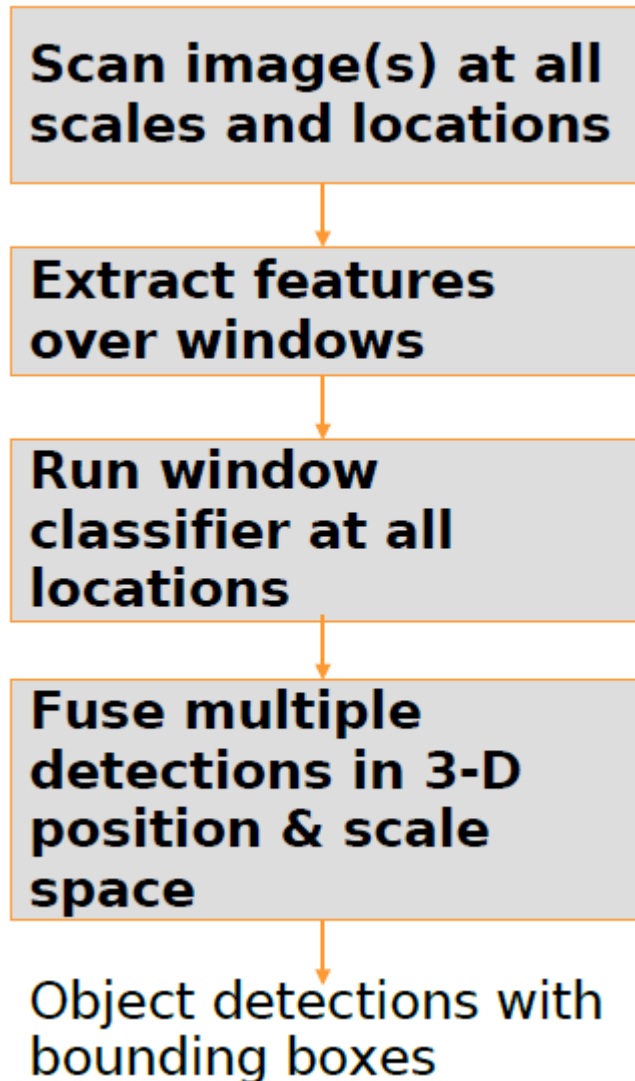 Scan image(s) at all
scales and locations
Extract features
over windows
Run window
classifier at all
locations
Fuse multiple
detections in 3-D
position & scale
space
Object detections with
bounding boxes